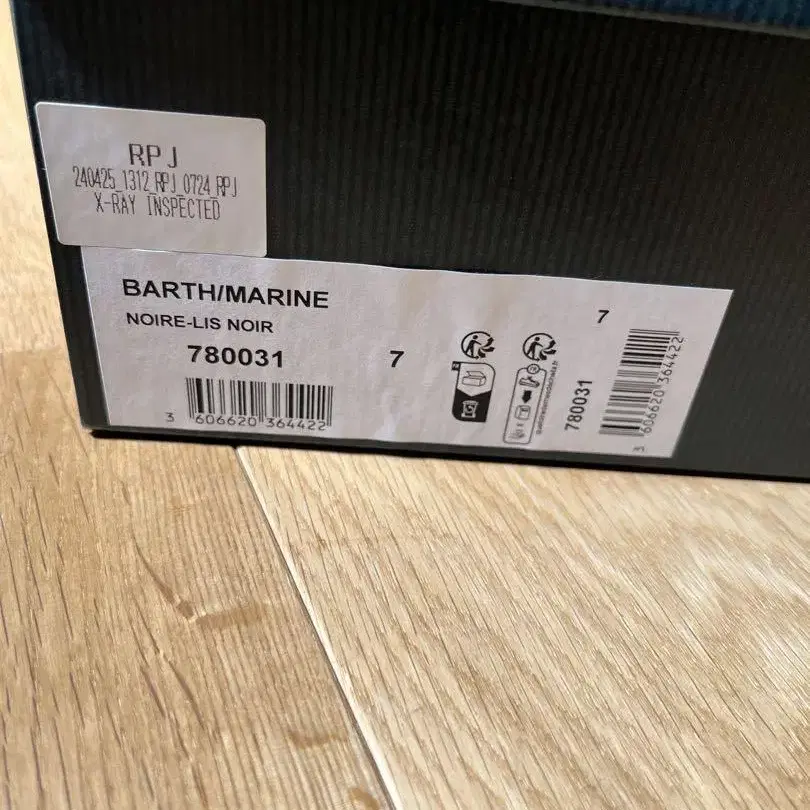 RPJ
240425_1312_RPJ_0724_RPJ
X-RAY INSPECTED
BARTH/MARINE
NOIRE-LIS NOIR
780031
7
3 606620 364422
7
780031
3 606620 364422